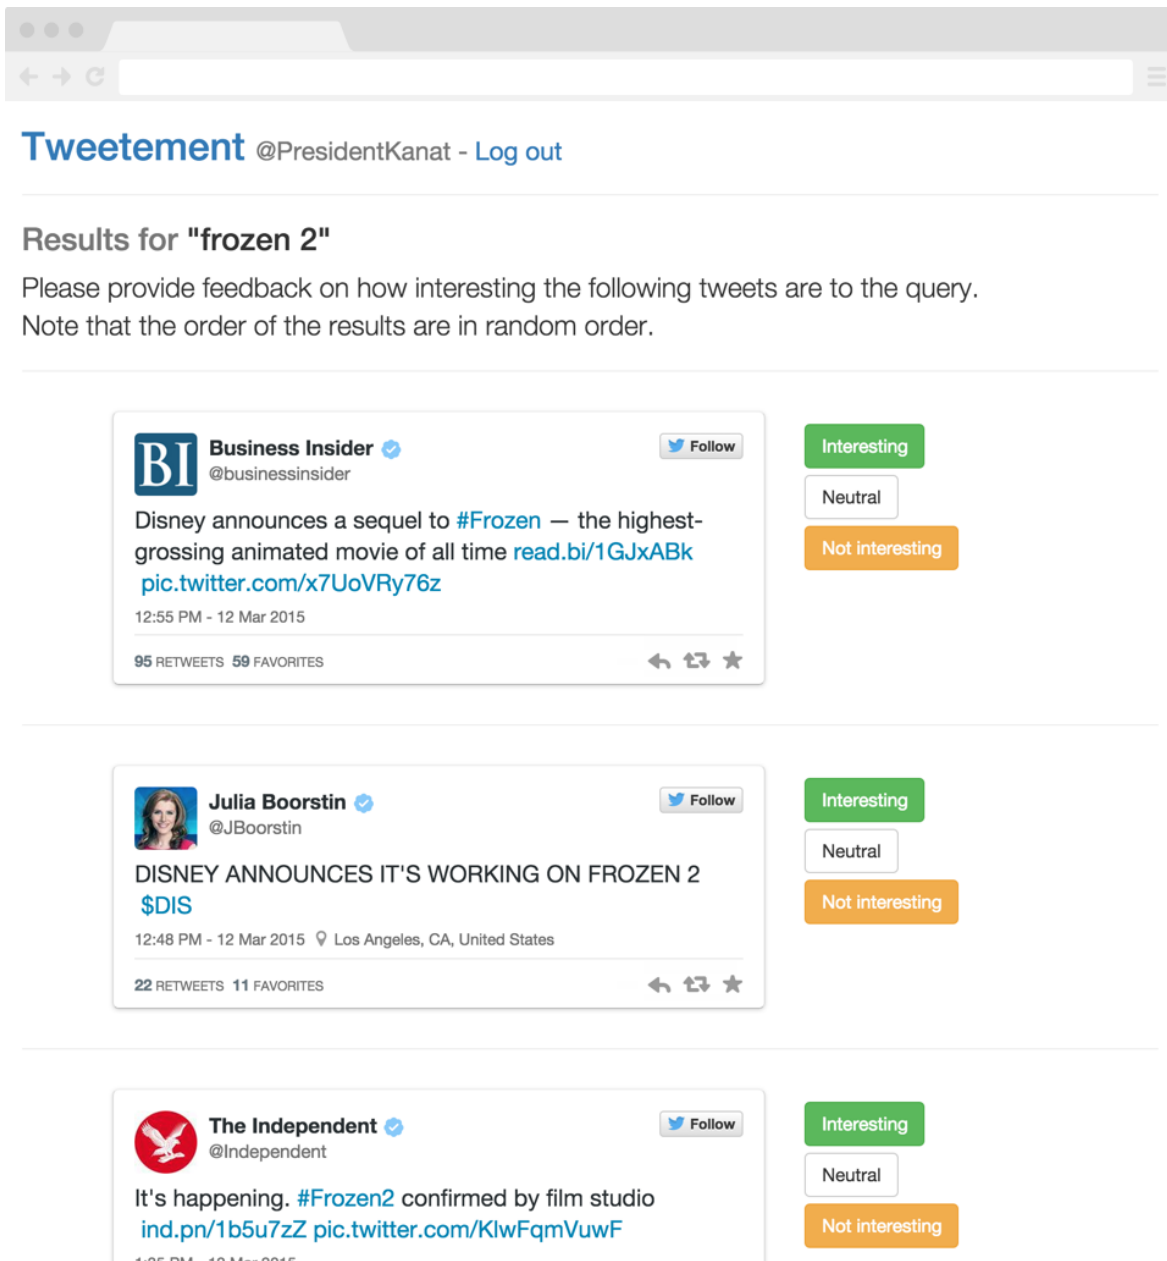 Tweetement @PresidentKanat - Log out
Results for "frozen 2"
Please provide feedback on how interesting the following tweets are to the query.
Note that the order of the results are in random order.
BI
Business Insider
@businessinsider
Follow
Disney announces a sequel to #Frozen — the highest-
grossing animated movie of all time read.bi/1GJxABk
pic.twitter.com/x7UoVRy76z
12:55 PM - 12 Mar 2015
95 RETWEETS 59 FAVORITES
Interesting
Neutral
Not interesting
Julia Boorstin
@JBoorstin
Follow
DISNEY ANNOUNCES IT'S WORKING ON FROZEN 2
$DIS
12:48 PM - 12 Mar 2015 Los Angeles, CA, United States
22 RETWEETS 11 FAVORITES
Interesting
Neutral
Not interesting
The Independent
@Independent
Follow
It's happening. #Frozen2 confirmed by film studio
ind.pn/1b5u7zZ pic.twitter.com/KlwFqmVuwF
Interesting
Neutral
Not interesting